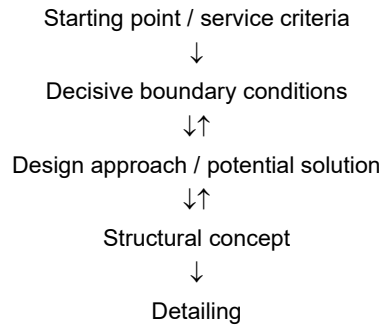 Starting point / service criteria
↓
Decisive boundary conditions
↓↑
Design approach / potential solution
↓↑
Structural concept
↓
Detailing